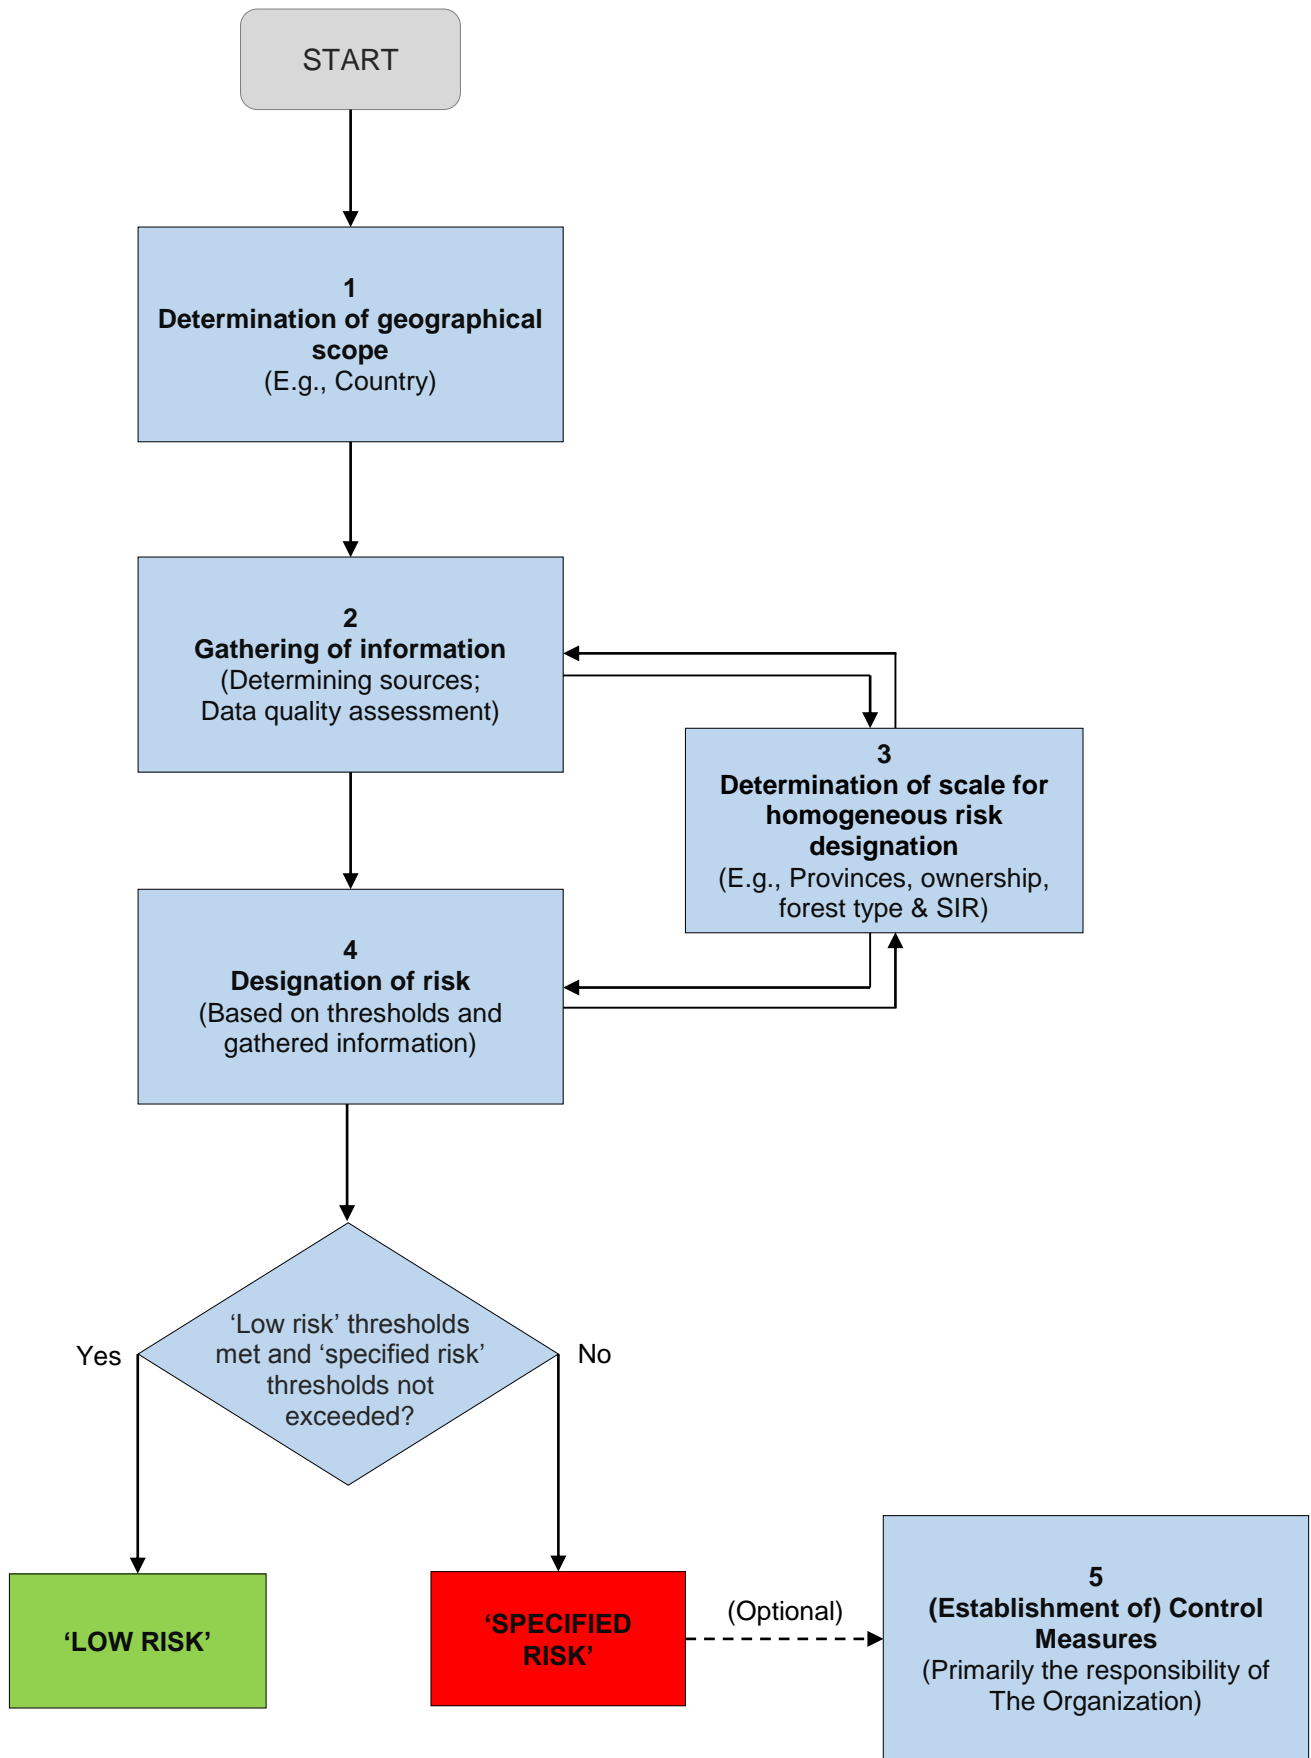 START
1
Determination of geographical
scope
(E.g., Country)
2
Gathering of information
(Determining sources;
Data quality assessment)
3
Determination of scale for
homogeneous risk
designation
(E.g., Provinces, ownership,
forest type & SIR)
4
Designation of risk
(Based on thresholds and
gathered information)
‘Low risk’ thresholds
met and ‘specified risk’
thresholds not
exceeded?
Yes
No
‘LOW RISK’
‘SPECIFIED
RISK’
(Optional)
5
(Establishment of) Control
Measures
(Primarily the responsibility of
The Organization)